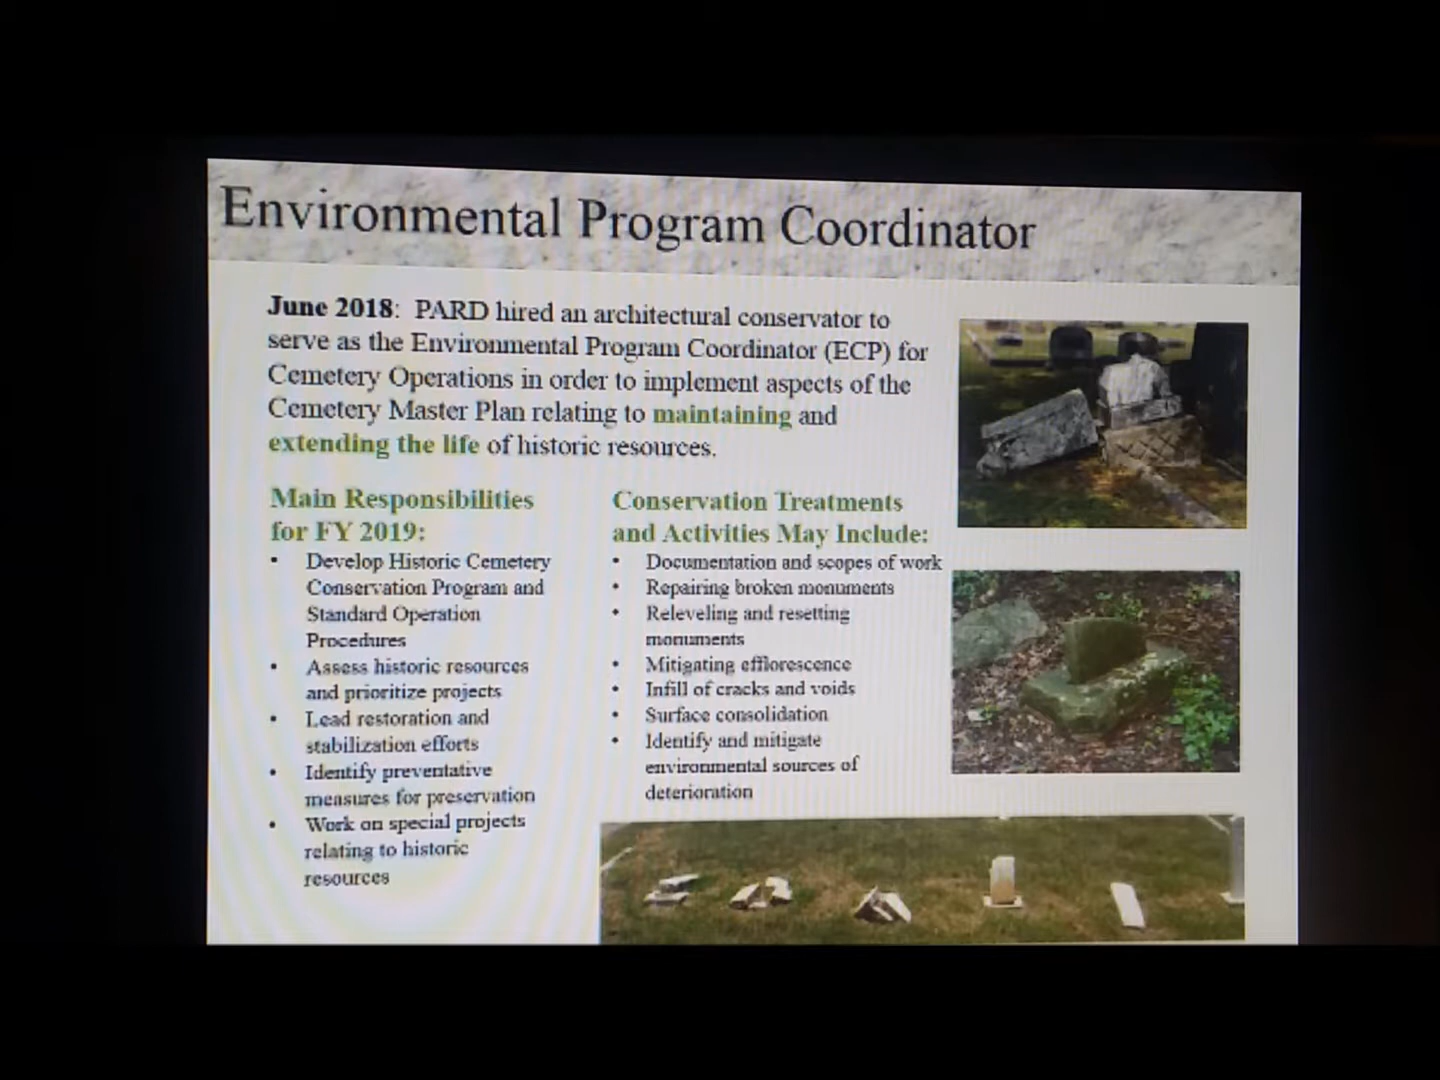 Environmental Program Coordinator
June 2018: PARD hired an architectural conservator to
serve as the Environmental Program Coordinator (ECP) for
Cemetery Operations in order to implement aspects of the
Cemetery Master Plan relating to maintaining and
extending the life of historic resources.
Main Responsibilities
for FY 2019:
• Develop Historic Cemetery
Conservation Program and
Standard Operation
Procedures
• Assess historic resources
and prioritize projects
• Lead restoration and
stabilization efforts
• Identify preventative
measures for preservation
• Work on special projects
relating to historic
resources
Conservation Treatments
and Activities May Include:
• Documentation and scopes of work
• Repairing broken monuments
• Releveling and resetting
monuments
• Mitigating efflorescence
• Infill of cracks and voids
• Surface consolidation
• Identify and mitigate
environmental sources of
deterioration